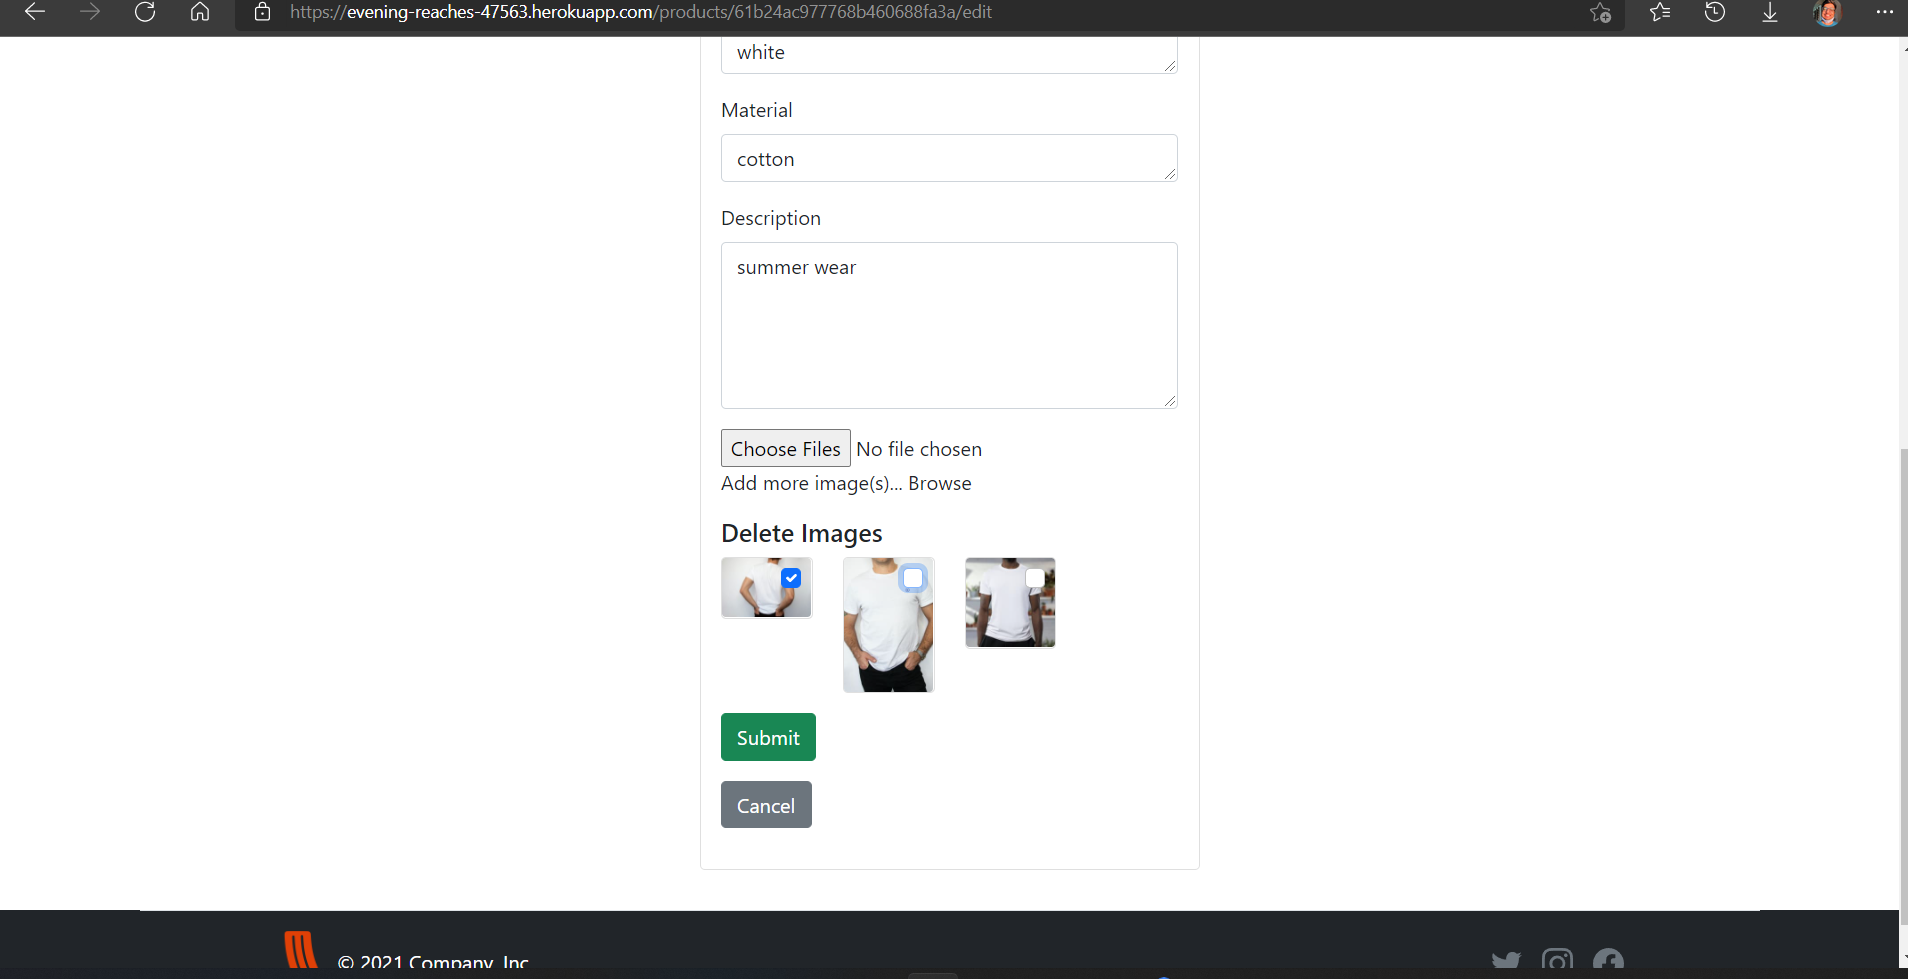 https://evening-reaches-47563.herokuapp.com/products/61b24ac977768b460688fa3a/edit
white
Material
cotton
Description
summer wear
Choose Files No file chosen
Add more image(s)... Browse
Delete Images
Submit
Cancel
© 2021 Company, Inc